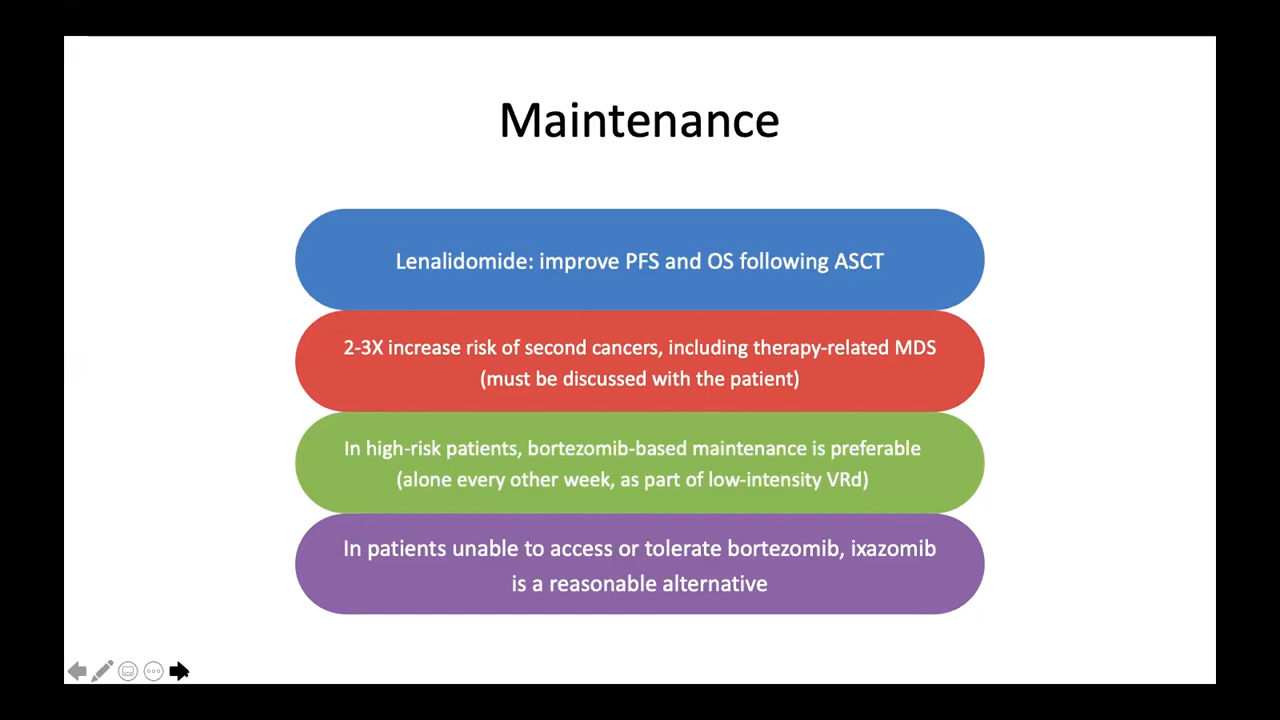 Maintenance
Lenalidomide: improve PFS and OS following ASCT
2-3X increase risk of second cancers, including therapy-related MDS
(must be discussed with the patient)
In high-risk patients, bortezomib-based maintenance is preferable
(alone every other week, as part of low-intensity VRd)
In patients unable to access or tolerate bortezomib, ixazomib
is a reasonable alternative